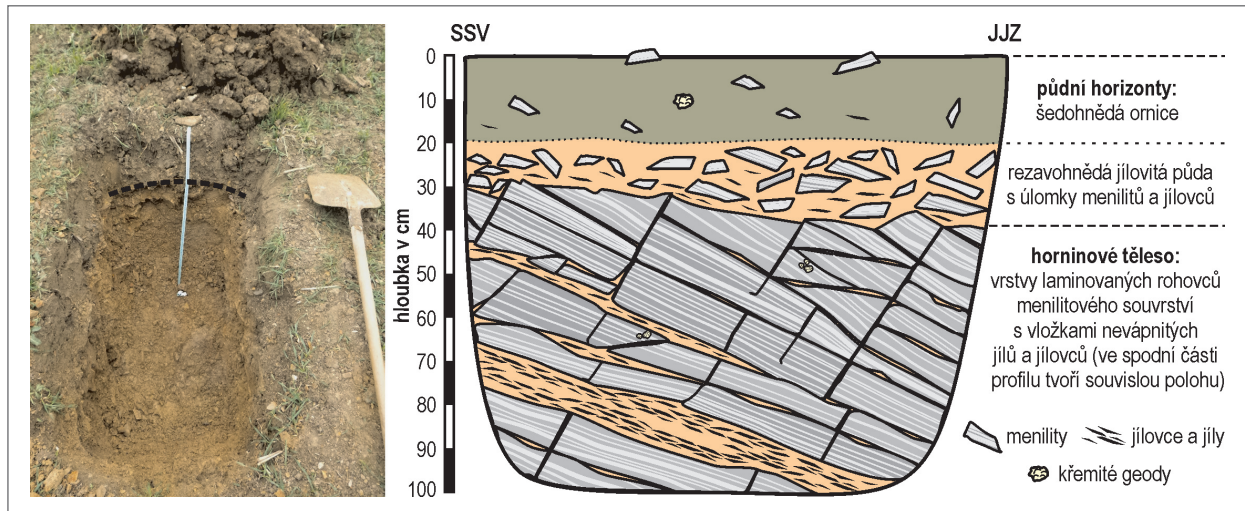 SSV
JJZ
hloubka v cm
0
10
20
30
40
50
60
70
80
90
100
půdní horizonty:
šedohnědá ornice
rezavohnědá jílovitá půda
s úlomky menilitů a jílovců
horninové těleso:
vrstvy laminovaných rohovců
menilitového souvrství
s vložkami nevápnitých
jílů a jílovců (ve spodní části
profilu tvoří souvislou polohu)
menility
jílovce a jíly
křemité geody